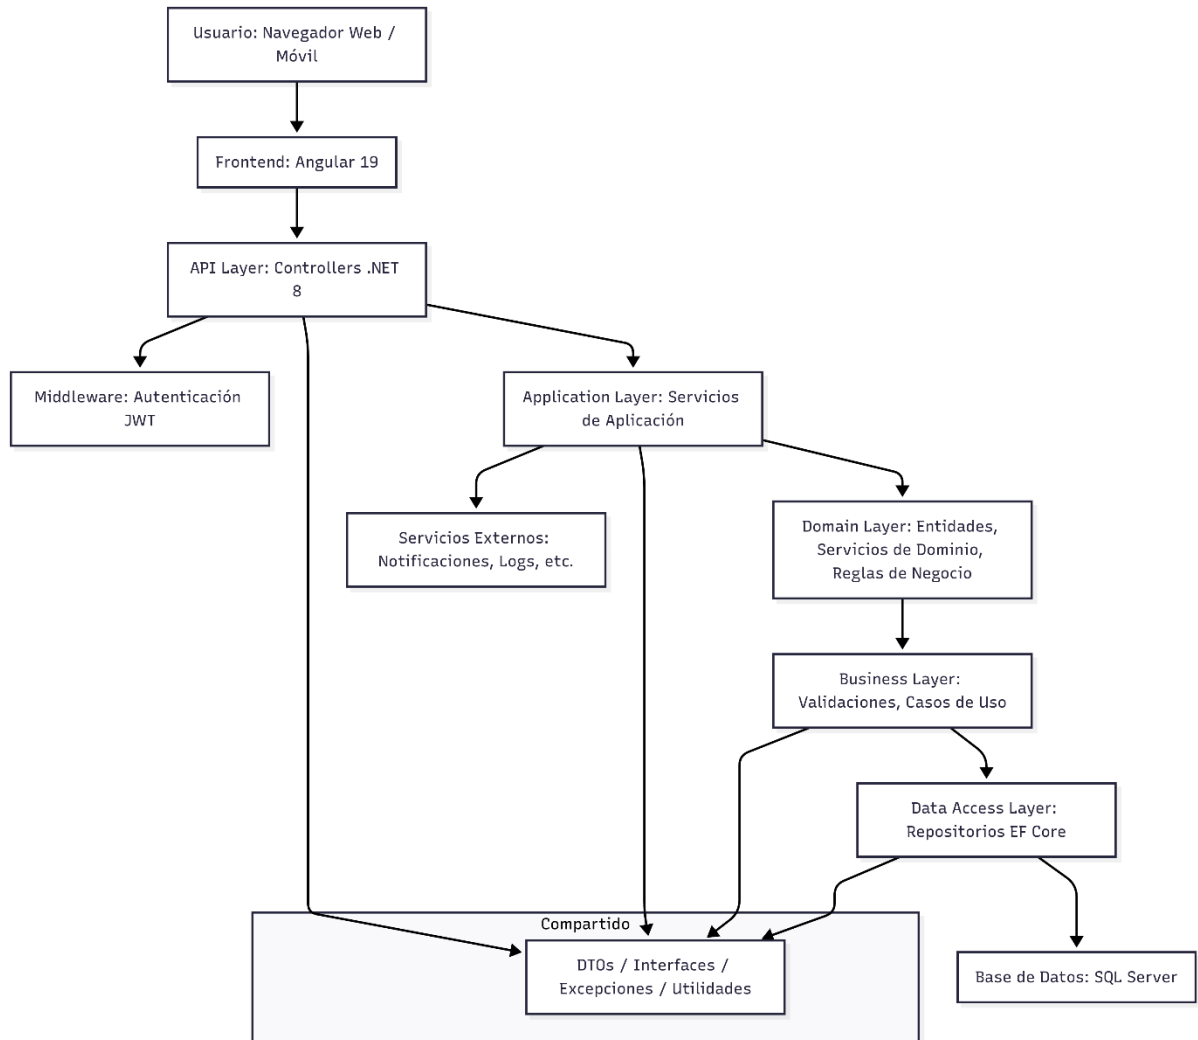 Usuario: Navegador Web /
Móvil
Frontend: Angular 19
API Layer: Controllers .NET
8
Middleware: Autenticación
JWT
Application Layer: Servicios
de Aplicación
Servicios Externos:
Notificaciones, Logs, etc.
Domain Layer: Entidades,
Servicios de Dominio,
Reglas de Negocio
Business Layer:
Validaciones, Casos de Uso
Data Access Layer:
Repositorios EF Core
Compartido
DTOs / Interfaces /
Excepciones / Utilidades
Base de Datos: SQL Server